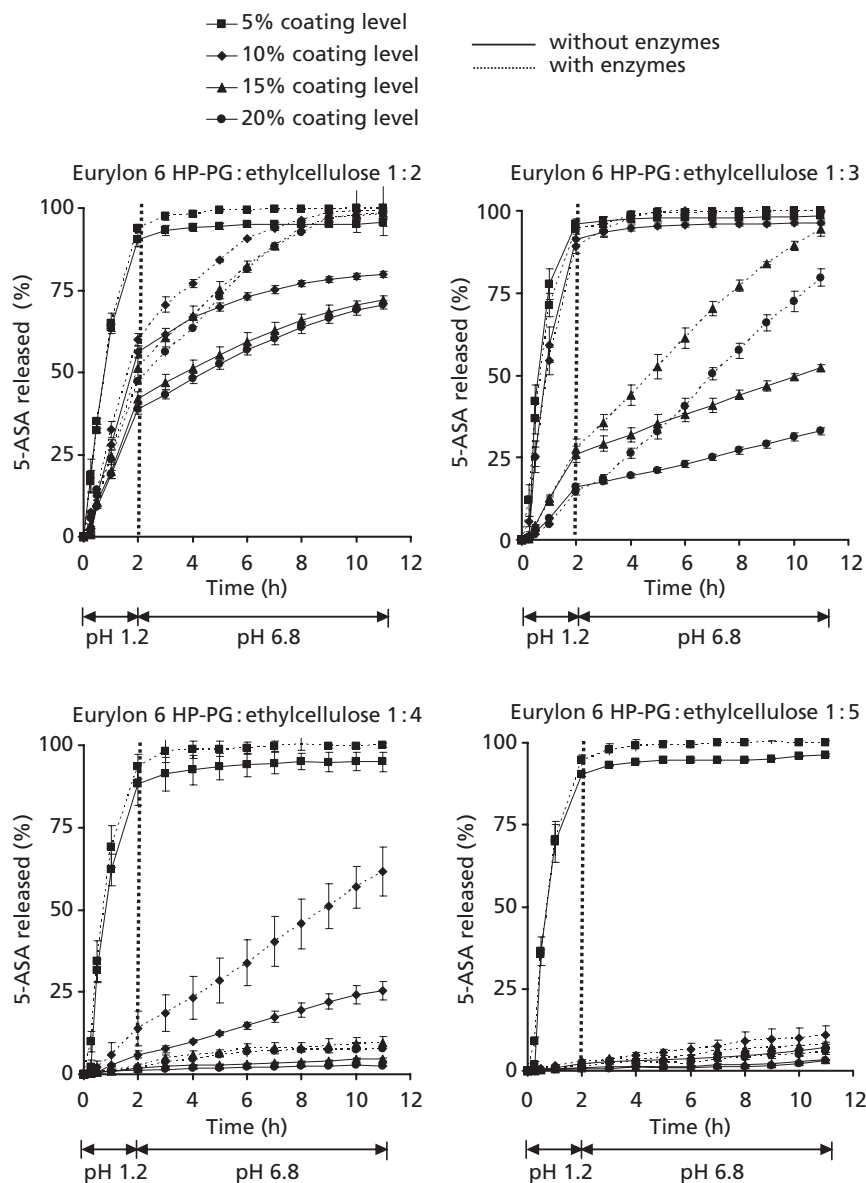 5% coating level
10% coating level
15% coating level
20% coating level
without enzymes
with enzymes
Eurylon 6 HP-PG : ethylcellulose 1 : 2
100
75
50
25
0
5-ASA released (%)
0 2 4 6 8 10 12
Time (h)
pH 1.2 pH 6.8
Eurylon 6 HP-PG : ethylcellulose 1 : 3
100
75
50
25
0
5-ASA released (%)
0 2 4 6 8 10 12
Time (h)
pH 1.2 pH 6.8
Eurylon 6 HP-PG : ethylcellulose 1 : 4
100
75
50
25
0
5-ASA released (%)
0 2 4 6 8 10 12
Time (h)
pH 1.2 pH 6.8
Eurylon 6 HP-PG : ethylcellulose 1 : 5
100
75
50
25
0
5-ASA released (%)
0 2 4 6 8 10 12
Time (h)
pH 1.2 pH 6.8